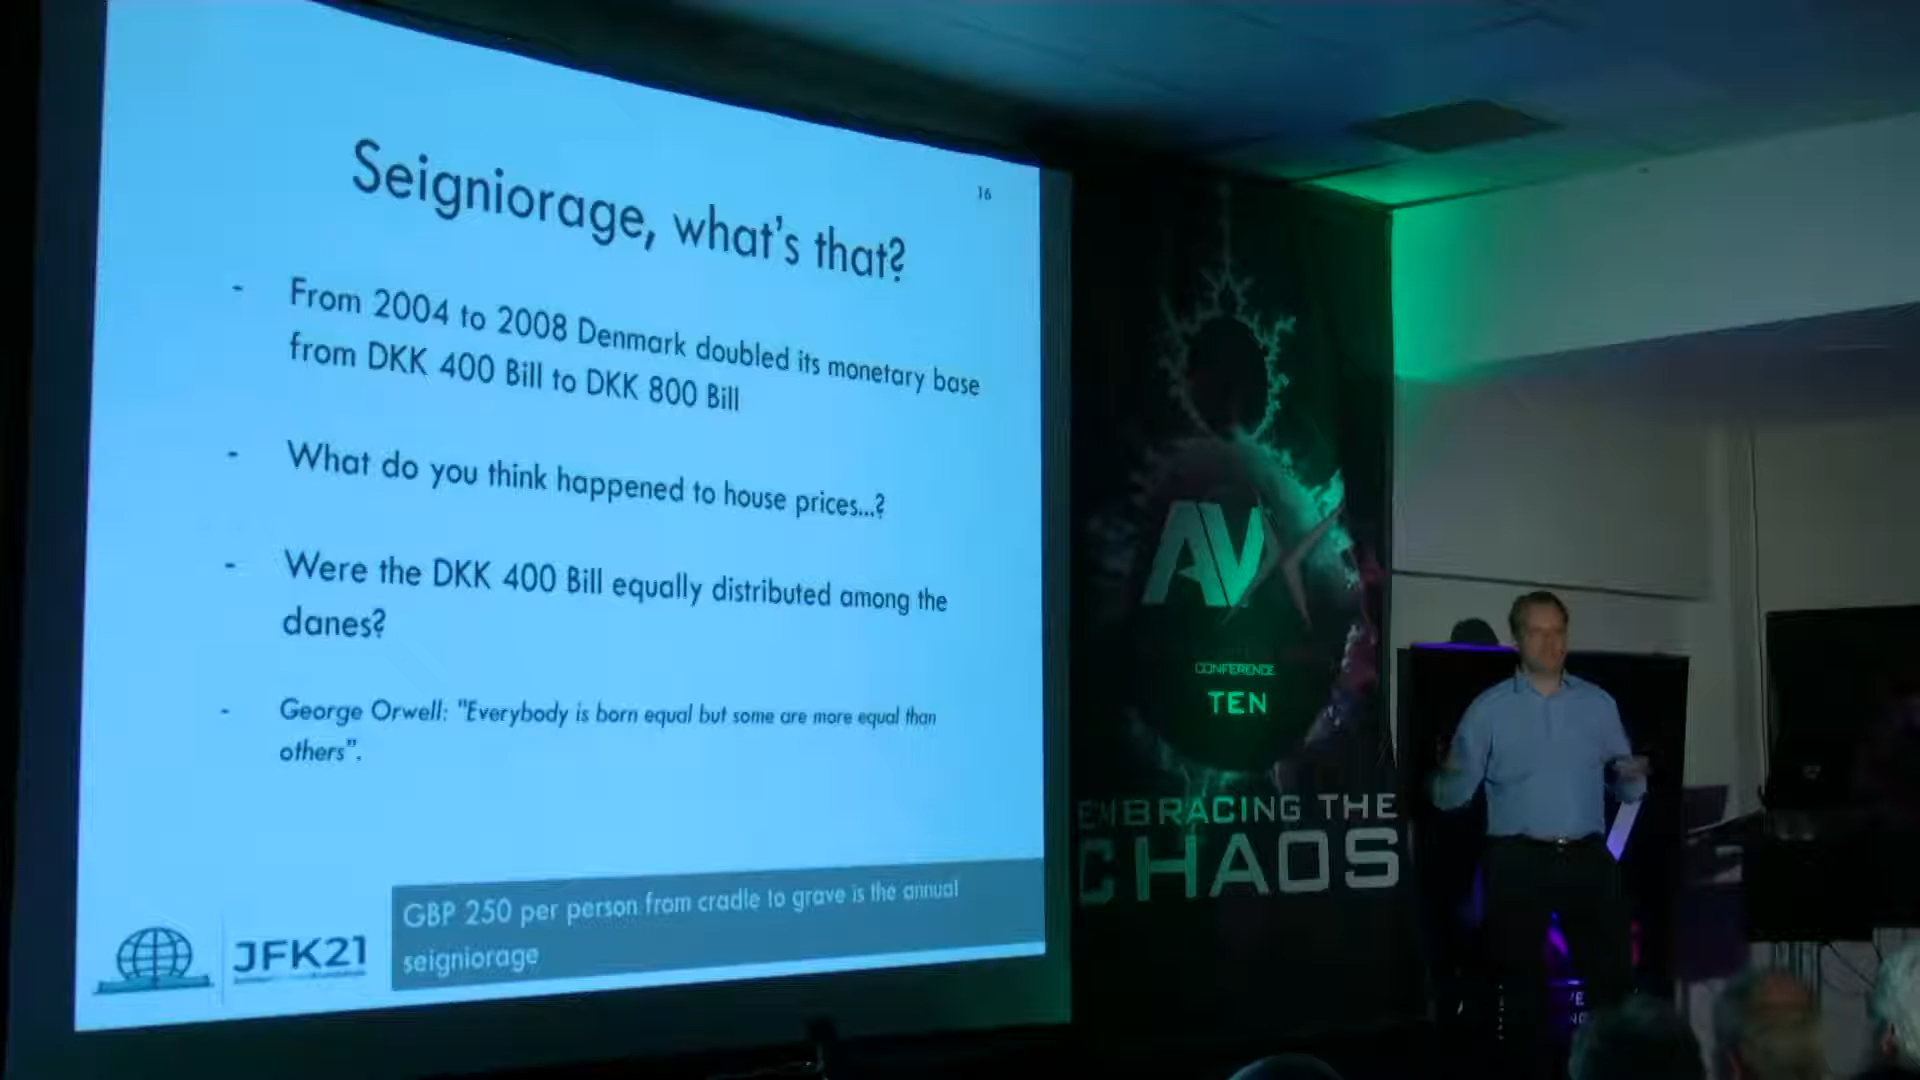 Seigniorage, what's that?
16
- From 2004 to 2008 Denmark doubled its monetary base
from DKK 400 Bill to DKK 800 Bill
- What do you think happened to house prices...?
- Were the DKK 400 Bill equally distributed among the
danes?
- George Orwell: "Everybody is born equal but some are more equal than
others".
GBP 250 per person from cradle to grave is the annual
seigniorage
JFK21
AVX
CONFERENCE
TEN
EMBRACING THE
CHAOS